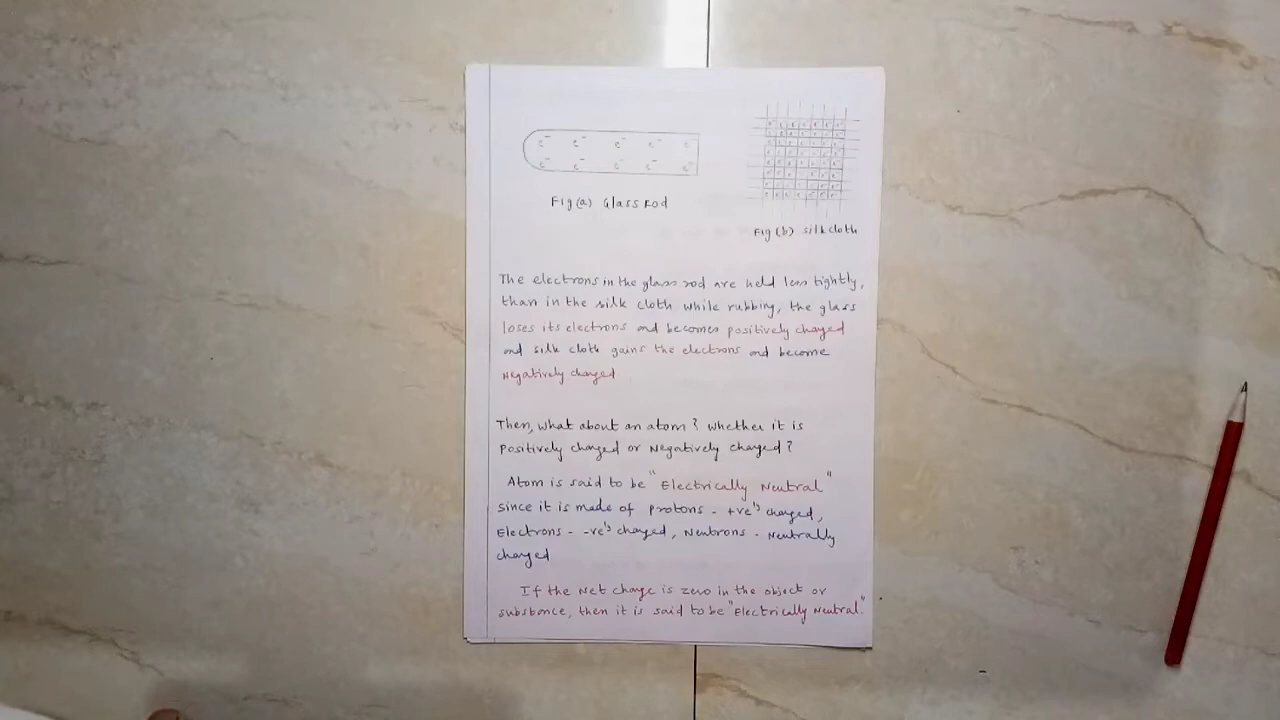 e⁻ e⁻ e⁻ e⁻ e⁻
e⁻ e⁻ e⁻ e⁻ e⁻
Fig(a) Glass Rod
Fig(b) silk cloth
The electrons in the glass rod are held less tightly,
than in the silk cloth while rubbing, the glass
loses its electrons and becomes positively charged
and silk cloth gains the electrons and become
Negatively charged
Then, what about an atom? Whether it is
Positively charged or Negatively charged?
Atom is said to be "Electrically Neutral"
since it is made of Protons - +ve's charged,
Electrons - -ve's charged, Neutrons - Neutrally
charged
If the Net charge is zero in the object or
substance, then it is said to be "Electrically Neutral."